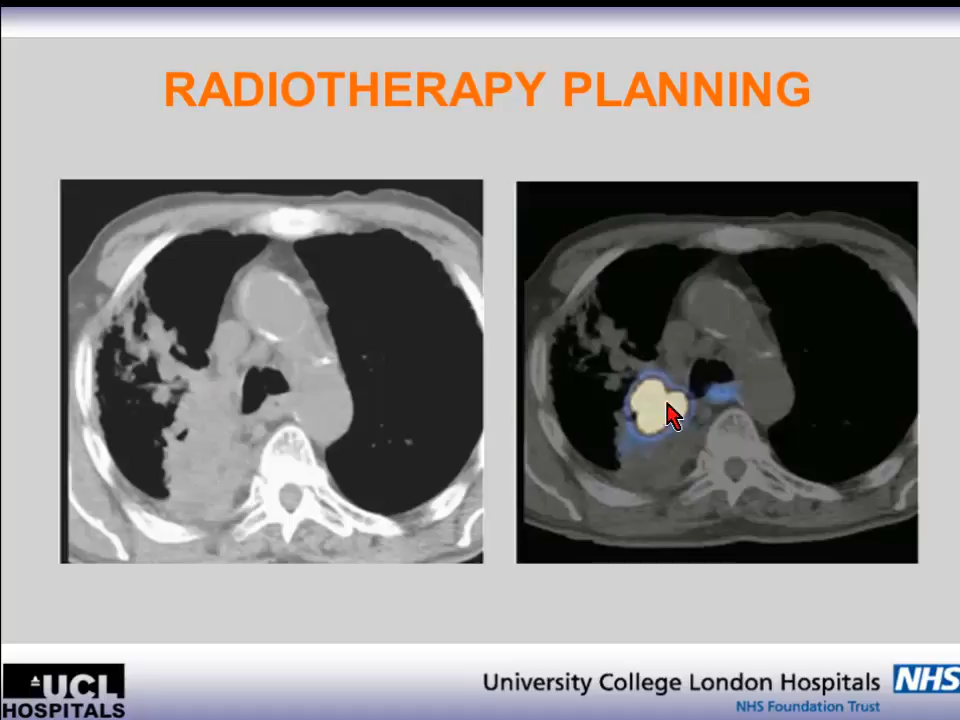 RADIOTHERAPY PLANNING
UCL
HOSPITALS
University College London Hospitals NHS
NHS Foundation Trust